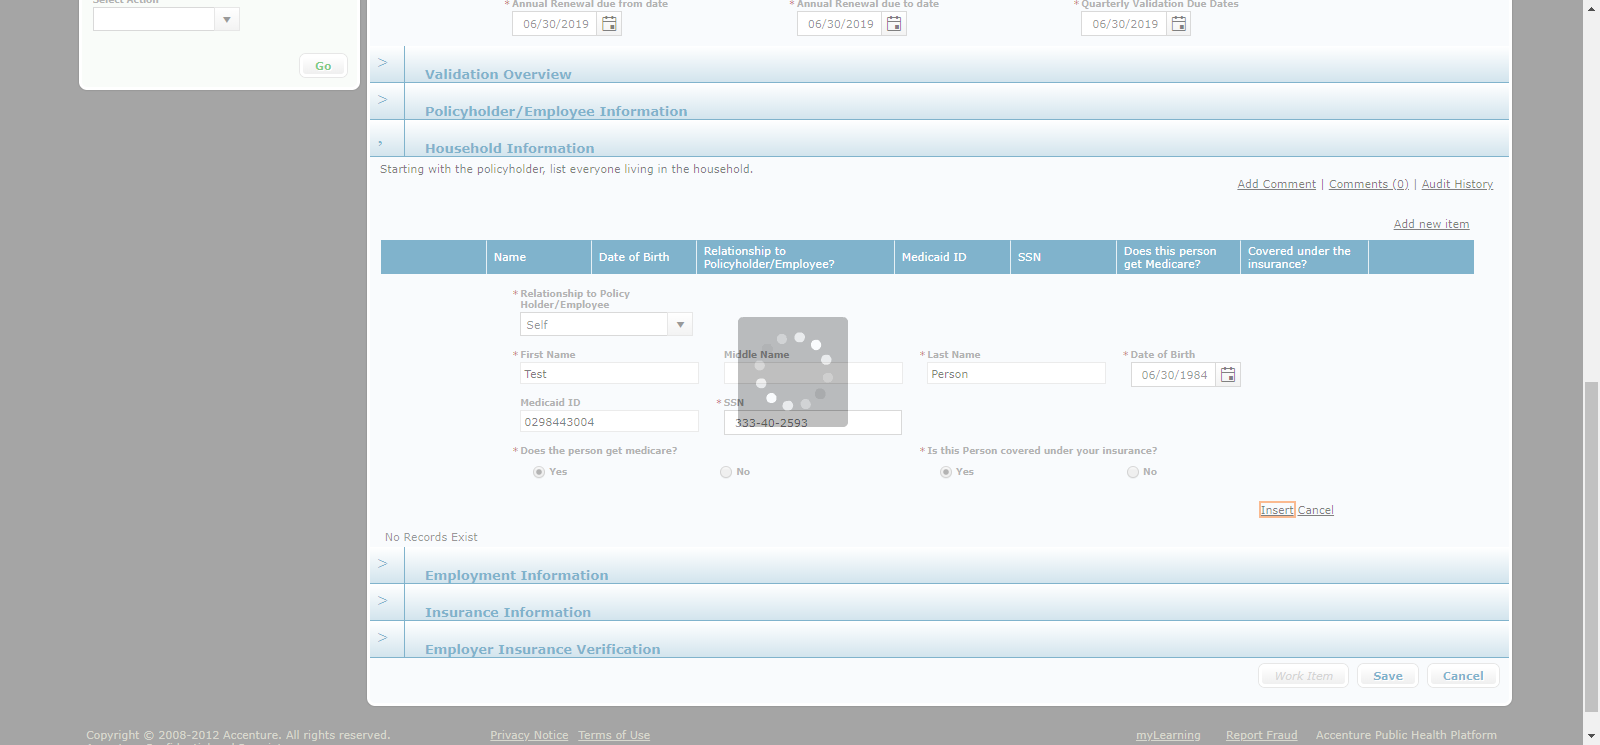 Select Action
Go
* Annual Renewal due from date
* Annual Renewal due to date
* Quarterly Validation Due Dates
06/30/2019
06/30/2019
06/30/2019
> Validation Overview
> Policyholder/Employee Information
, Household Information
Starting with the policyholder, list everyone living in the household.
Add Comment | Comments (0) | Audit History
Add new item
Name
Date of Birth
Relationship to Policyholder/Employee?
Medicaid ID
SSN
Does this person get Medicare?
Covered under the insurance?
* Relationship to Policy
Holder/Employee
Self
* First Name
Middle Name
* Last Name
* Date of Birth
Test
Person
06/30/1984
Medicaid ID
* SSN
0298443004
333-40-2593
* Does the person get medicare?
* Is this Person covered under your insurance?
Yes
No
Yes
No
Insert Cancel
No Records Exist
> Employment Information
> Insurance Information
> Employer Insurance Verification
Work Item
Save
Cancel
Copyright © 2008-2012 Accenture. All rights reserved.
Privacy Notice
Terms of Use
myLearning
Report Fraud
Accenture Public Health Platform